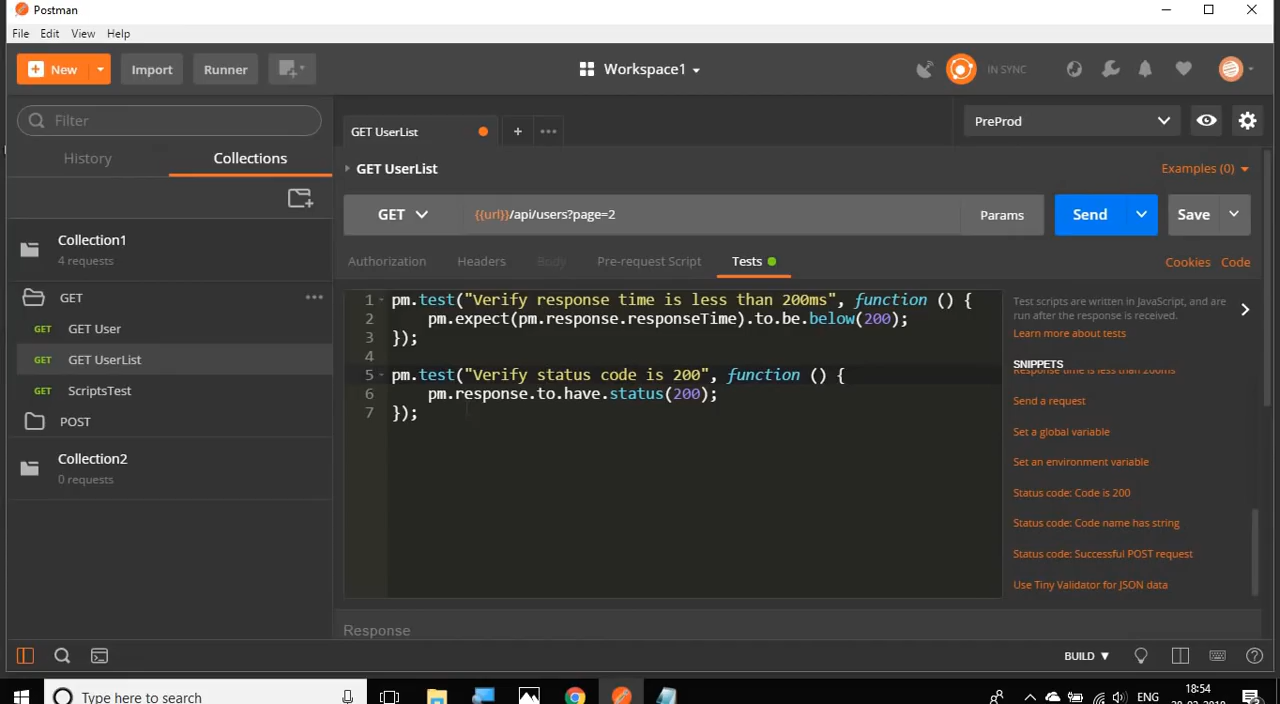 Postman
File Edit View Help
New Import Runner Workspace1 IN SYNC
Filter
History Collections
Collection1
4 requests
GET
GET GET User
GET GET UserList
GET ScriptsTest
POST
Collection2
0 requests
GET UserList + PreProd
GET UserList Examples (0)
GET {{url}}/api/users?page=2 Params Send Save
Authorization Headers Body Pre-request Script Tests Cookies Code
1 pm.test("Verify response time is less than 200ms", function () {
2 pm.expect(pm.response.responseTime).to.be.below(200);
3 });
4
5 pm.test("Verify status code is 200", function () {
6 pm.response.to.have.status(200);
7 });
Test scripts are written in JavaScript, and are
run after the response is received.
Learn more about tests
SNIPPETS
Response time is less than 200ms
Send a request
Set a global variable
Set an environment variable
Status code: Code is 200
Status code: Code name has string
Status code: Successful POST request
Use Tiny Validator for JSON data
Response
BUILD
Type here to search
ENG
18:54